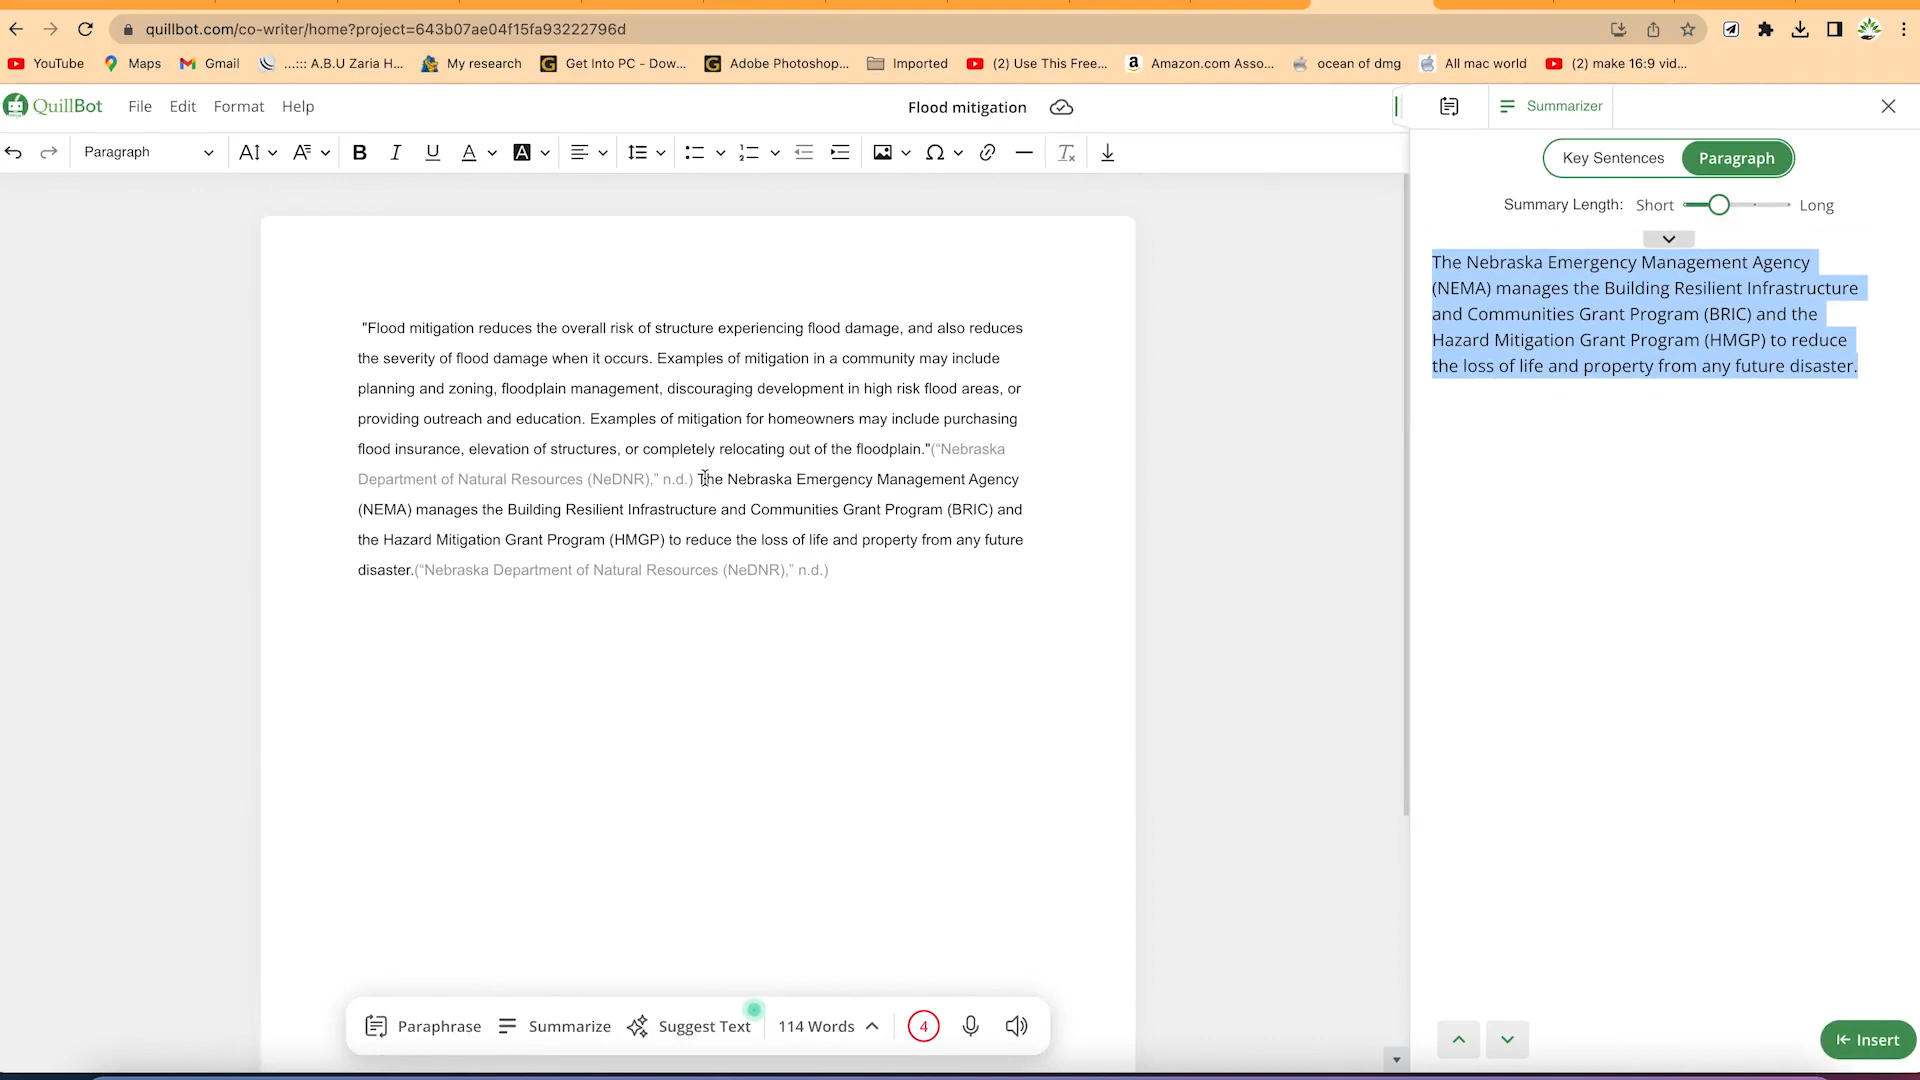 quillbot.com/co-writer/home?project=643b07ae04f15fa93222796d
YouTube Maps Gmail ...::: A.B.U Zaria H... My research Get Into PC - Dow... Adobe Photoshop... Imported (2) Use This Free... Amazon.com Asso... ocean of dmg All mac world (2) make 16:9 vid...
QuillBot File Edit Format Help Flood mitigation Summarizer
Paragraph
Key Sentences Paragraph
Summary Length: Short Long
The Nebraska Emergency Management Agency
(NEMA) manages the Building Resilient Infrastructure
and Communities Grant Program (BRIC) and the
Hazard Mitigation Grant Program (HMGP) to reduce
the loss of life and property from any future disaster.
"Flood mitigation reduces the overall risk of structure experiencing flood damage, and also reduces
the severity of flood damage when it occurs. Examples of mitigation in a community may include
planning and zoning, floodplain management, discouraging development in high risk flood areas, or
providing outreach and education. Examples of mitigation for homeowners may include purchasing
flood insurance, elevation of structures, or completely relocating out of the floodplain."(“Nebraska
Department of Natural Resources (NeDNR),” n.d.) The Nebraska Emergency Management Agency
(NEMA) manages the Building Resilient Infrastructure and Communities Grant Program (BRIC) and
the Hazard Mitigation Grant Program (HMGP) to reduce the loss of life and property from any future
disaster.(“Nebraska Department of Natural Resources (NeDNR),” n.d.)
Paraphrase Summarize Suggest Text 114 Words 4
Insert